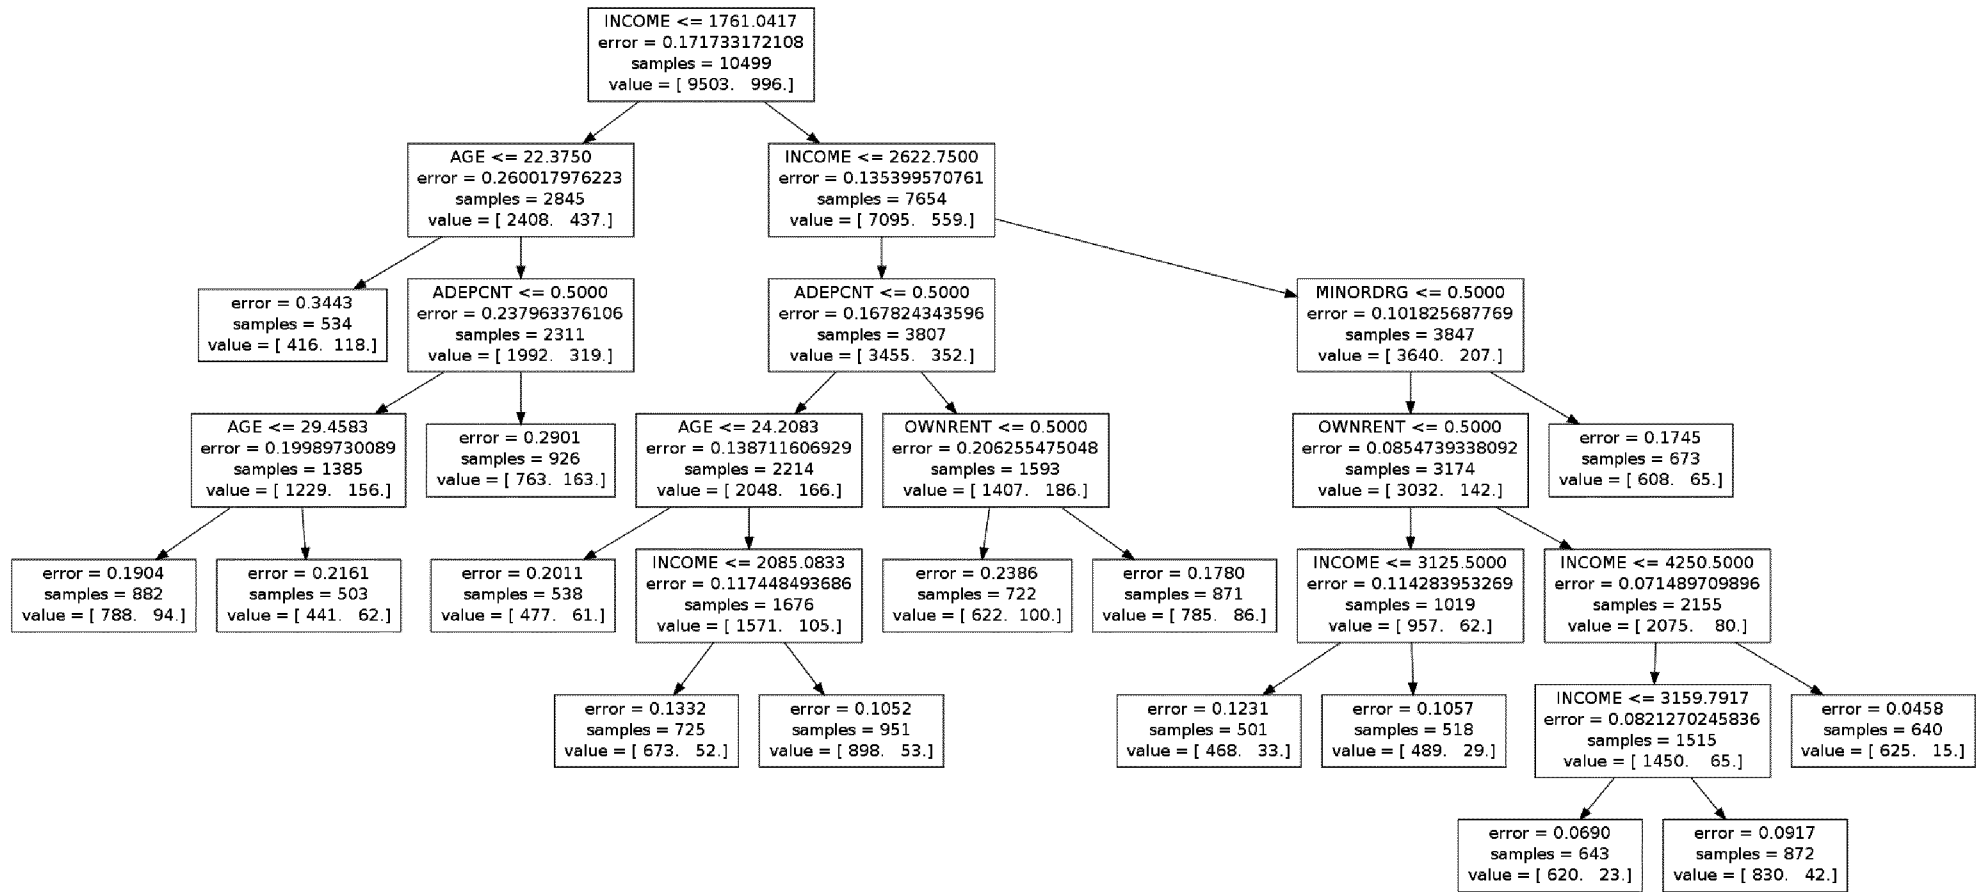 INCOME <= 1761.0417
error = 0.171733172108
samples = 10499
value = [ 9503.   996.]
AGE <= 22.3750
error = 0.260017976223
samples = 2845
value = [ 2408.   437.]
INCOME <= 2622.7500
error = 0.135399570761
samples = 7654
value = [ 7095.   559.]
error = 0.3443
samples = 534
value = [ 416.  118.]
ADEPCNT <= 0.5000
error = 0.237963376106
samples = 2311
value = [ 1992.   319.]
ADEPCNT <= 0.5000
error = 0.167824343596
samples = 3807
value = [ 3455.   352.]
MINORDRG <= 0.5000
error = 0.101825687769
samples = 3847
value = [ 3640.   207.]
AGE <= 29.4583
error = 0.19989730089
samples = 1385
value = [ 1229.   156.]
error = 0.2901
samples = 926
value = [ 763.  163.]
AGE <= 24.2083
error = 0.138711606929
samples = 2214
value = [ 2048.   166.]
OWNRENT <= 0.5000
error = 0.206255475048
samples = 1593
value = [ 1407.   186.]
OWNRENT <= 0.5000
error = 0.0854739338092
samples = 3174
value = [ 3032.   142.]
error = 0.1745
samples = 673
value = [ 608.   65.]
error = 0.1904
samples = 882
value = [ 788.   94.]
error = 0.2161
samples = 503
value = [ 441.   62.]
error = 0.2011
samples = 538
value = [ 477.   61.]
INCOME <= 2085.0833
error = 0.117448493686
samples = 1676
value = [ 1571.   105.]
error = 0.2386
samples = 722
value = [ 622.  100.]
error = 0.1780
samples = 871
value = [ 785.   86.]
INCOME <= 3125.5000
error = 0.114283953269
samples = 1019
value = [ 957.   62.]
INCOME <= 4250.5000
error = 0.071489709896
samples = 2155
value = [ 2075.    80.]
error = 0.1332
samples = 725
value = [ 673.   52.]
error = 0.1052
samples = 951
value = [ 898.   53.]
error = 0.1231
samples = 501
value = [ 468.   33.]
error = 0.1057
samples = 518
value = [ 489.   29.]
INCOME <= 3159.7917
error = 0.0821270245836
samples = 1515
value = [ 1450.    65.]
error = 0.0458
samples = 640
value = [ 625.   15.]
error = 0.0690
samples = 643
value = [ 620.   23.]
error = 0.0917
samples = 872
value = [ 830.   42.]